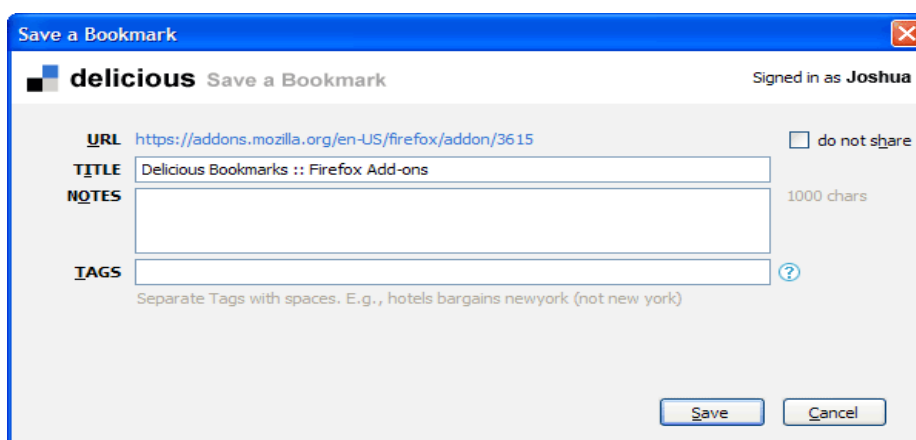 Save a Bookmark
delicious Save a Bookmark Signed in as Joshua
URL https://addons.mozilla.org/en-US/firefox/addon/3615 do not share
TITLE Delicious Bookmarks :: Firefox Add-ons
NOTES 1000 chars
TAGS ?
Separate Tags with spaces. E.g., hotels bargains newyork (not new york)
Save Cancel